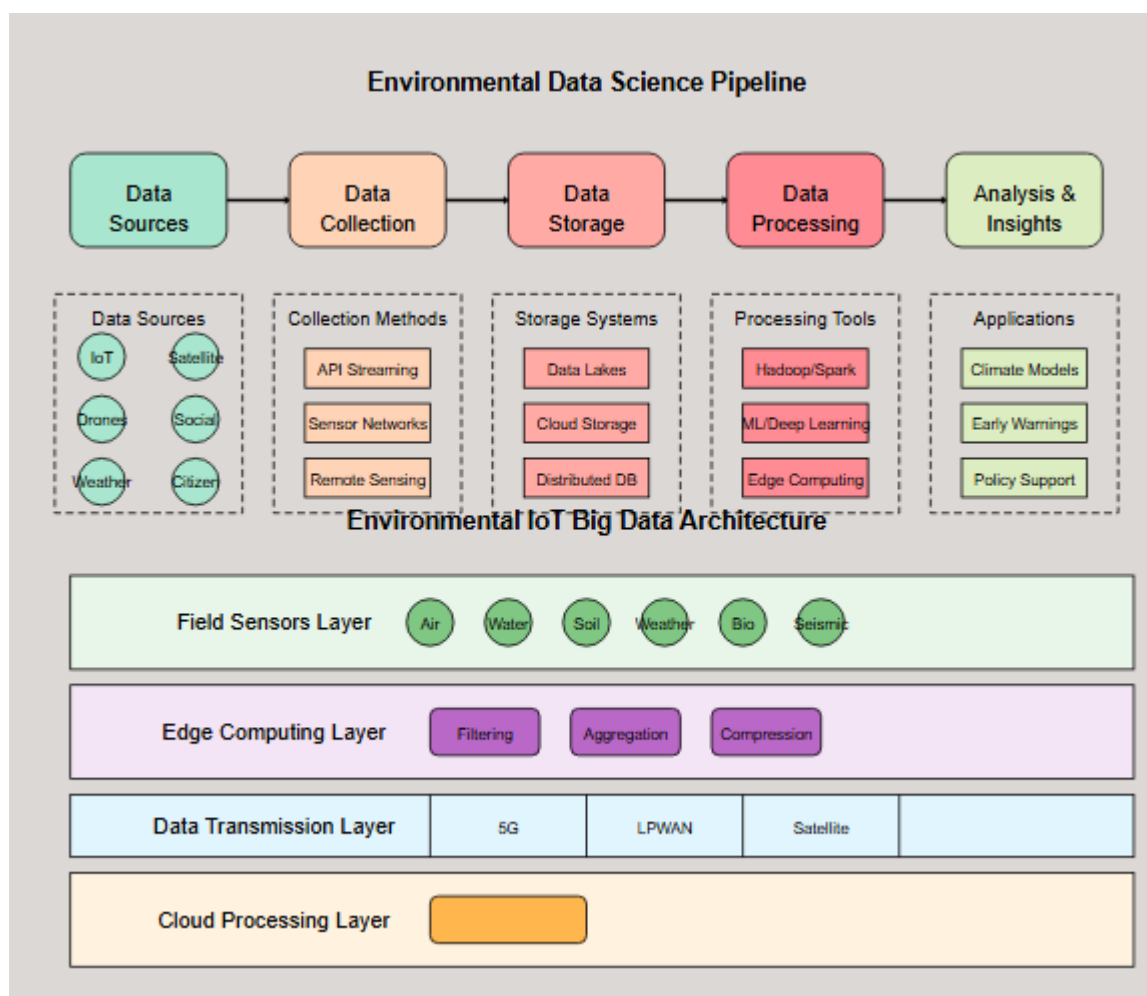 Environmental Data Science Pipeline
Data
Sources
Data
Collection
Data
Storage
Data
Processing
Analysis &
Insights
Data Sources
IoT
Satellite
Drones
Social
Weather
Citizen
Collection Methods
API Streaming
Sensor Networks
Remote Sensing
Storage Systems
Data Lakes
Cloud Storage
Distributed DB
Processing Tools
Hadoop/Spark
ML/Deep Learning
Edge Computing
Applications
Climate Models
Early Warnings
Policy Support
Environmental IoT Big Data Architecture
Field Sensors Layer
Air
Water
Soil
Weather
Bio
Seismic
Edge Computing Layer
Filtering
Aggregation
Compression
Data Transmission Layer
5G
LPWAN
Satellite
Cloud Processing Layer